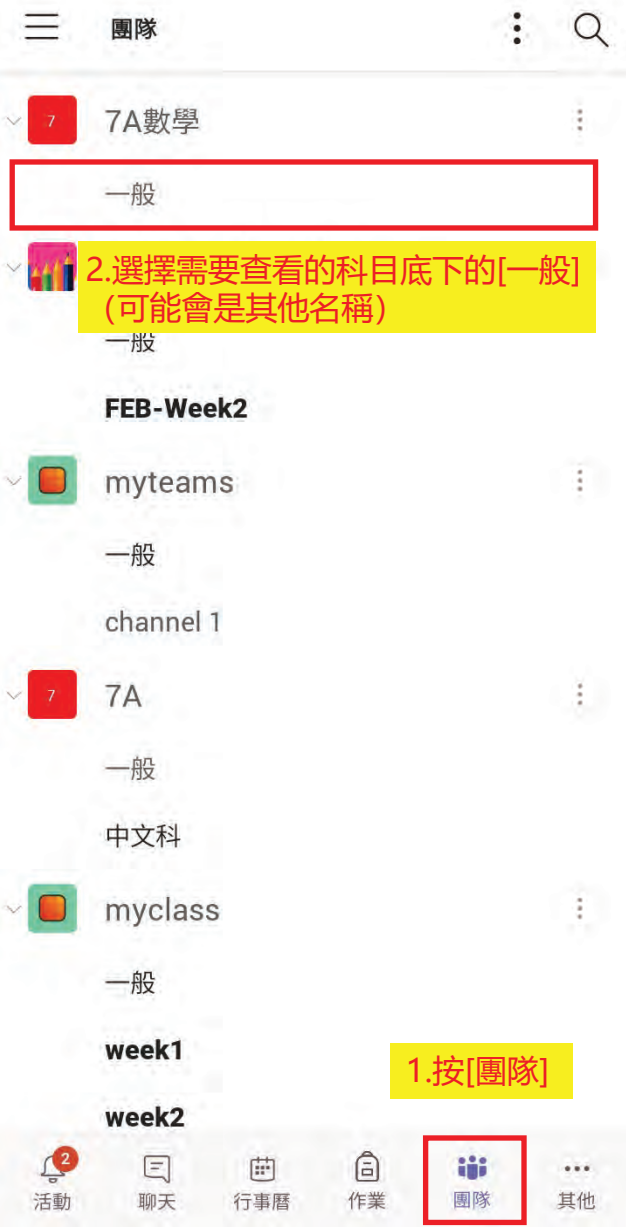 團隊
7
7A數學
一般
2.選擇需要查看的科目底下的[一般]
（可能會是其他名稱）
一般
FEB-Week2
myteams
一般
channel 1
7
7A
一般
中文科
myclass
一般
week1
1.按[團隊]
week2
2
活動
聊天
行事曆
作業
團隊
其他